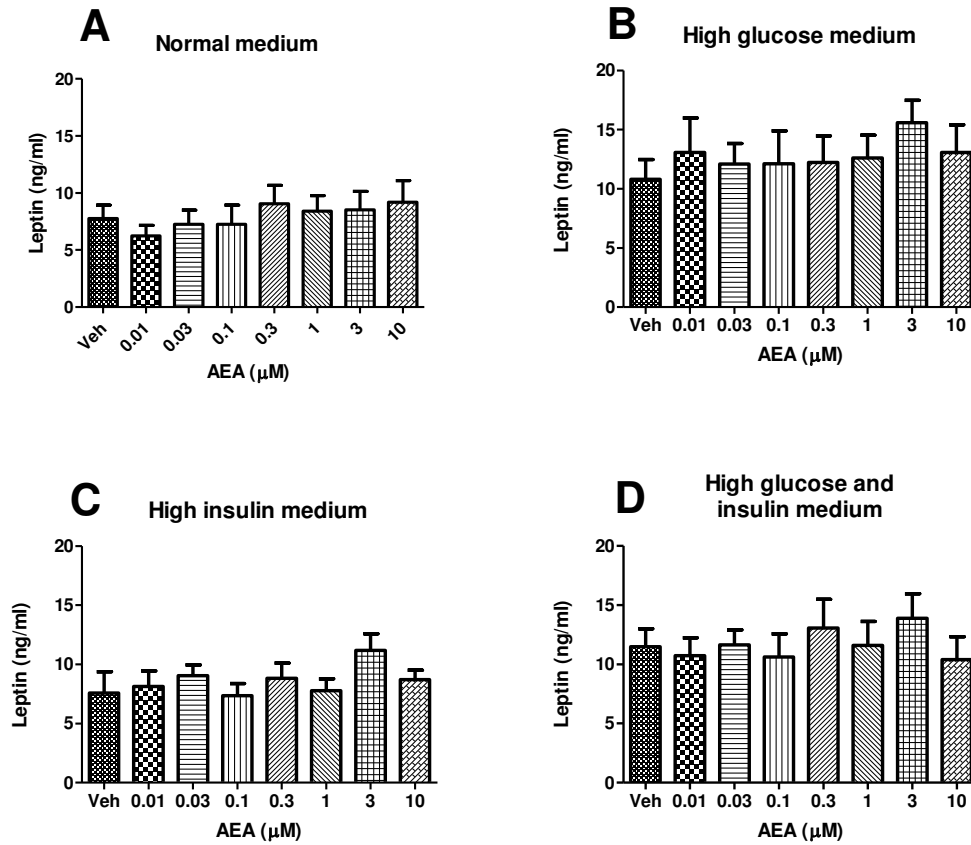 A
Normal medium
20
15
10
5
0
Leptin (ng/ml)
Veh 0.01 0.03 0.1 0.3 1 3 10
AEA (μM)
B
High glucose medium
20
15
10
5
0
Leptin (ng/ml)
Veh 0.01 0.03 0.1 0.3 1 3 10
AEA (μM)
C
High insulin medium
20
15
10
5
0
Leptin (ng/ml)
Veh 0.01 0.03 0.1 0.3 1 3 10
AEA (μM)
D
High glucose and
insulin medium
20
15
10
5
0
Leptin (ng/ml)
Veh 0.01 0.03 0.1 0.3 1 3 10
AEA (μM)